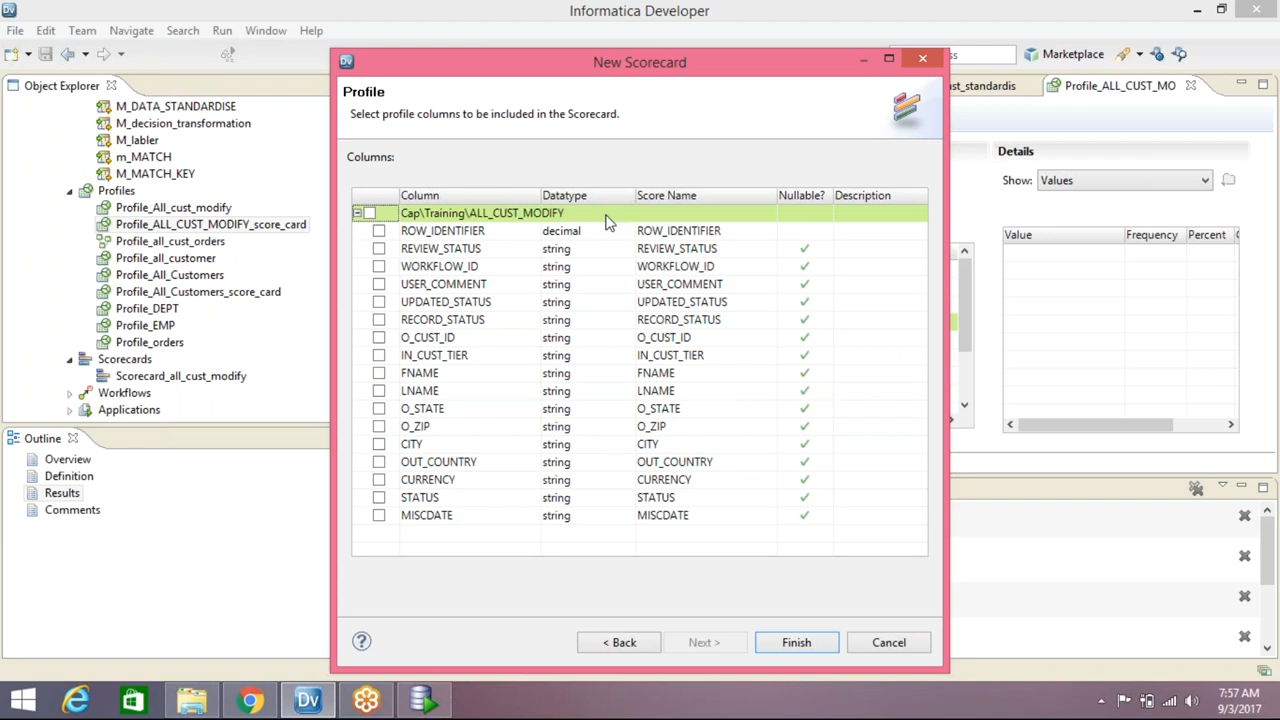 Dv
Informatica Developer
File Edit Team Navigate Search Run Help
Window
Marketplace
Object Explorer
M_DATA_STANDARDISE
M_decision_transformation
M_labler
m_MATCH
M_MATCH_KEY
Profiles
Profile_All_cust_modify
Profile_ALL_CUST_MODIFY_score_card
Profile_all_cust_orders
Profile_all_customer
Profile_All_Customers
Profile_All_Customers_score_card
Profile_DEPT
Profile_EMP
Profile_orders
Scorecards
Scorecard_all_cust_modify
Workflows
Applications
Outline
Overview
Definition
Results
Comments
Dv
New Scorecard
Profile
Select profile columns to be included in the Scorecard.
Columns:
Column Datatype Score Name Nullable? Description
Cap\Training\ALL_CUST_MODIFY
ROW_IDENTIFIER decimal ROW_IDENTIFIER
REVIEW_STATUS string REVIEW_STATUS
WORKFLOW_ID string WORKFLOW_ID
USER_COMMENT string USER_COMMENT
UPDATED_STATUS string UPDATED_STATUS
RECORD_STATUS string RECORD_STATUS
O_CUST_ID string O_CUST_ID
IN_CUST_TIER string IN_CUST_TIER
FNAME string FNAME
LNAME string LNAME
O_STATE string O_STATE
O_ZIP string O_ZIP
CITY string CITY
OUT_COUNTRY string OUT_COUNTRY
CURRENCY string CURRENCY
STATUS string STATUS
MISCDATE string MISCDATE
< Back Next > Finish Cancel
ust_standardis Profile_ALL_CUST_MO
Details
Show: Values
Value Frequency Percent
Dv
7:57 AM
9/3/2017